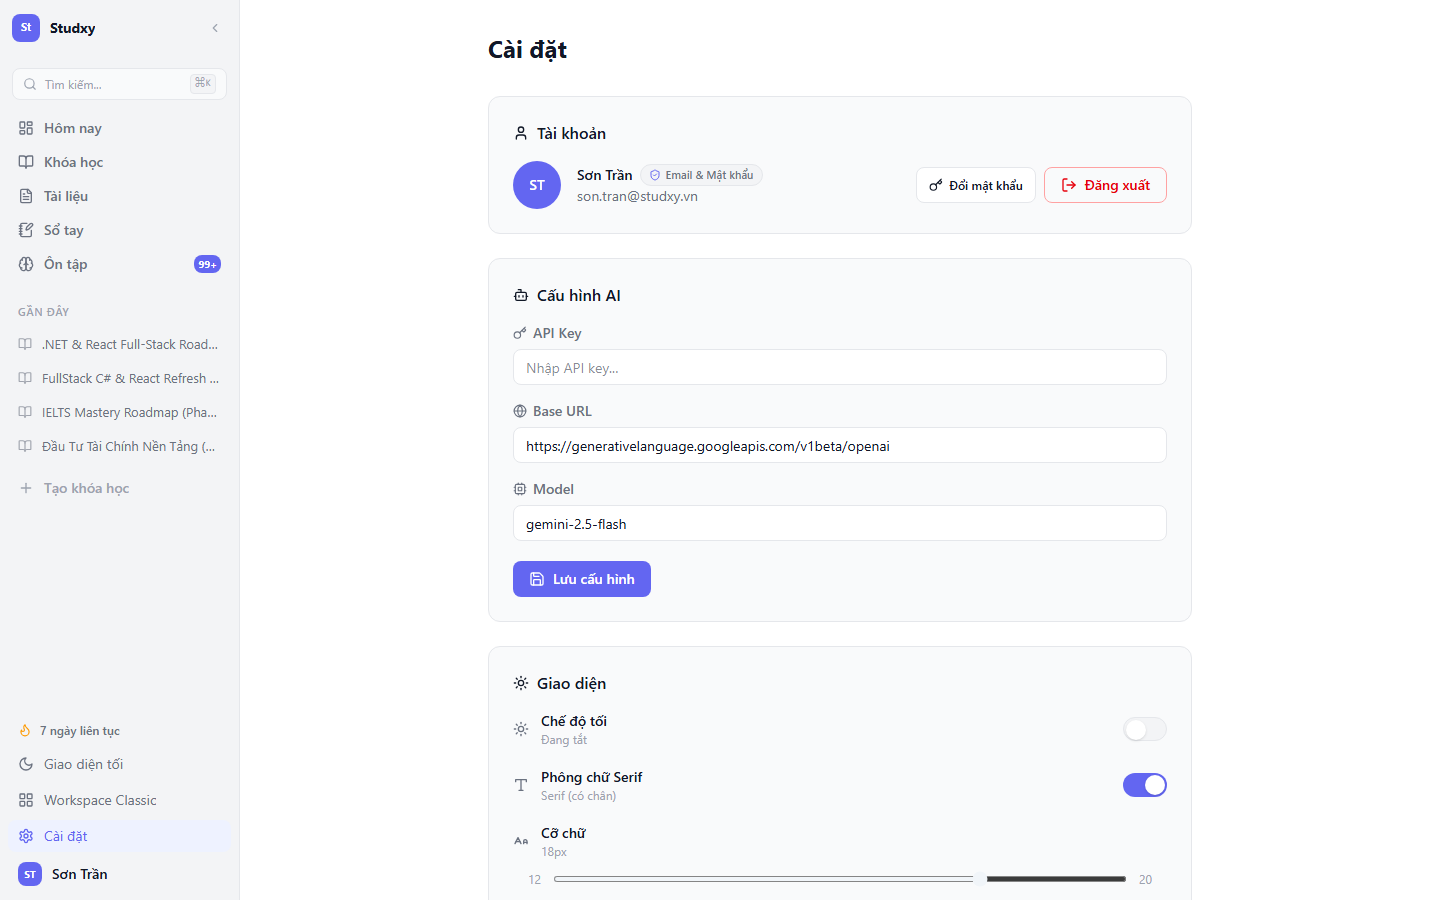 St Studxy
Tìm kiếm... ⌘K
Hôm nay
Khóa học
Tài liệu
Sổ tay
Ôn tập 99+
GẦN ĐÂY
.NET & React Full-Stack Road...
FullStack C# & React Refresh ...
IELTS Mastery Roadmap (Pha...
Đầu Tư Tài Chính Nền Tảng (...
Tạo khóa học
7 ngày liên tục
Giao diện tối
Workspace Classic
Cài đặt
ST Sơn Trần
Cài đặt
Tài khoản
ST
Sơn Trần Email & Mật khẩu
son.tran@studxy.vn
Đổi mật khẩu
Đăng xuất
Cấu hình AI
API Key
Nhập API key...
Base URL
https://generativelanguage.googleapis.com/v1beta/openai
Model
gemini-2.5-flash
Lưu cấu hình
Giao diện
Chế độ tối
Đang tắt
Phông chữ Serif
Serif (có chân)
Cỡ chữ
18px
12 20